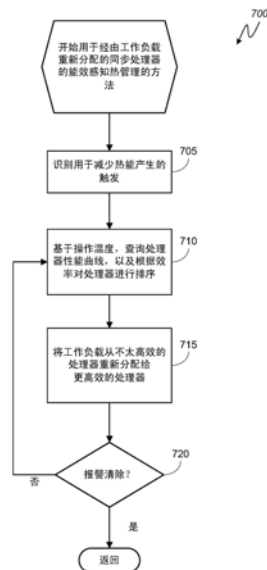 700
开始用于经由工作负载
重新分配的同步处理器
的能效感知热管理的方
法
705
识别用于减少热能产生的
触发
710
基于操作温度，查询处理
器性能曲线，以及根据效
率对处理器进行排序
715
将工作负载从不太高效的
处理器重新分配给
更高效的处理器
720
报警清除？
否
是
返回